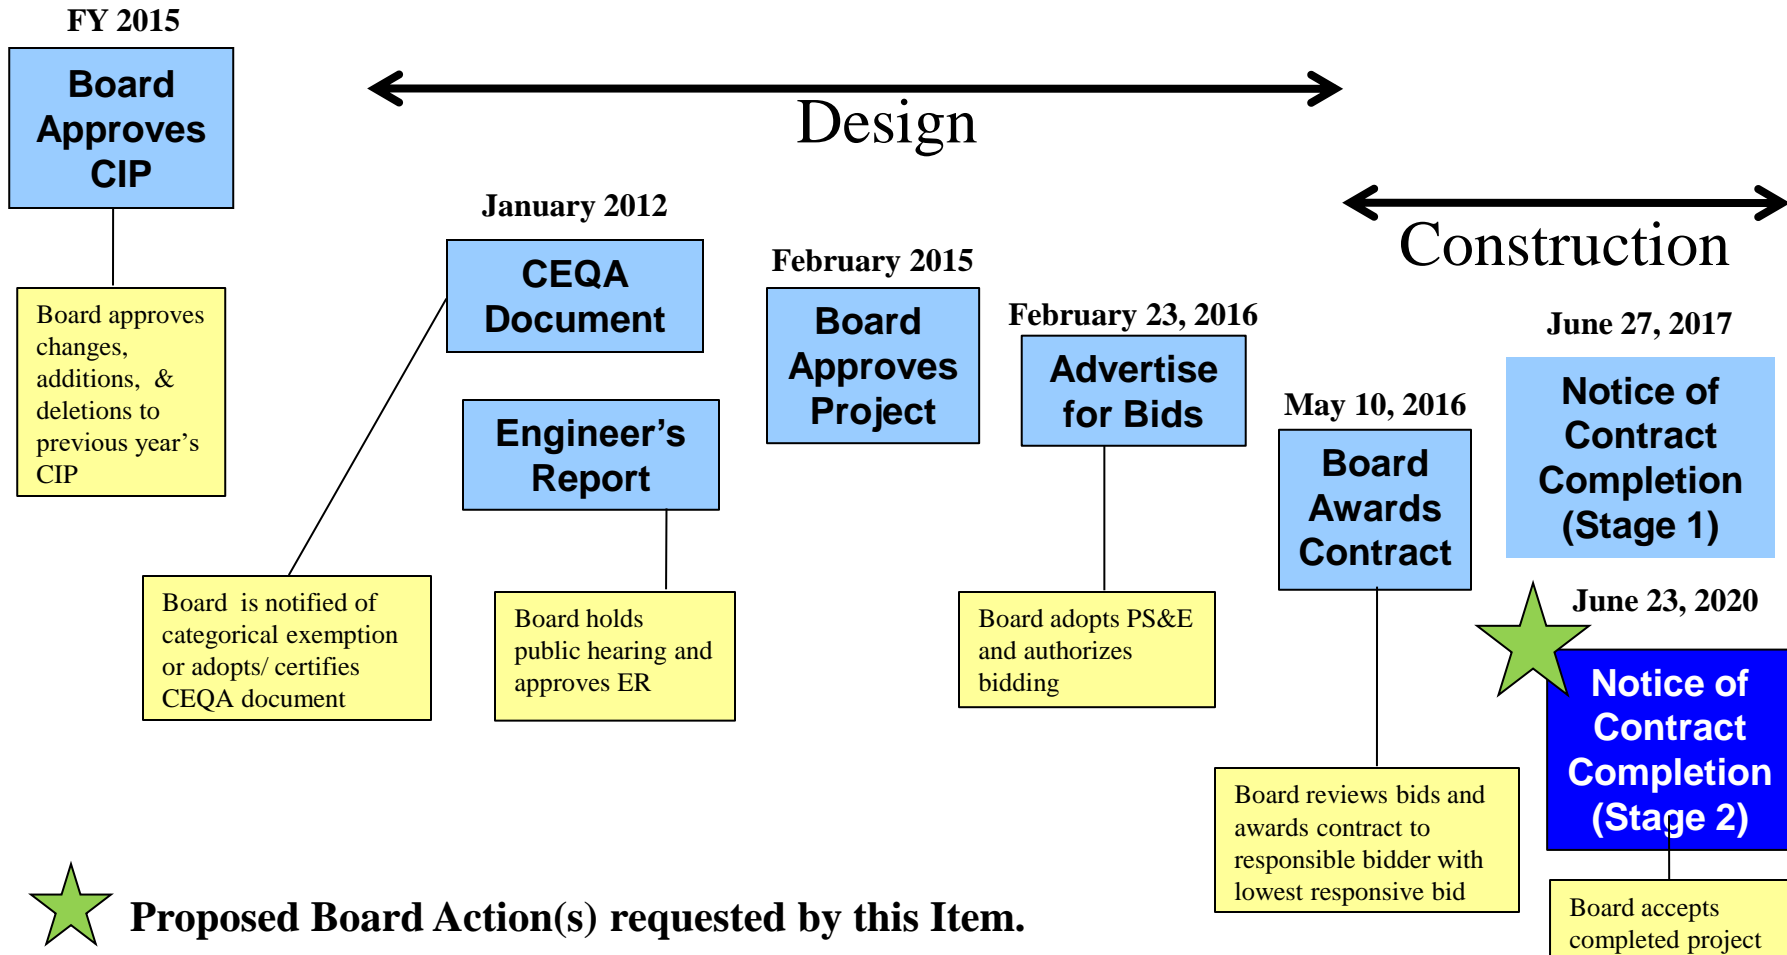 FY 2015
Board
Approves
CIP
Board approves
changes,
additions, &
deletions to
previous year's
CIP
Design
Construction
January 2012
CEQA
Document
Board is notified of
categorical exemption
or adopts/ certifies
CEQA document
Engineer’s
Report
Board holds
public hearing and
approves ER
February 2015
Board
Approves
Project
February 23, 2016
Advertise
for Bids
Board adopts PS&E
and authorizes
bidding
May 10, 2016
Board
Awards
Contract
Board reviews bids and
awards contract to
responsible bidder with
lowest responsive bid
June 27, 2017
Notice of
Contract
Completion
(Stage 1)
June 23, 2020
Notice of
Contract
Completion
(Stage 2)
Board accepts
completed project
Proposed Board Action(s) requested by this Item.